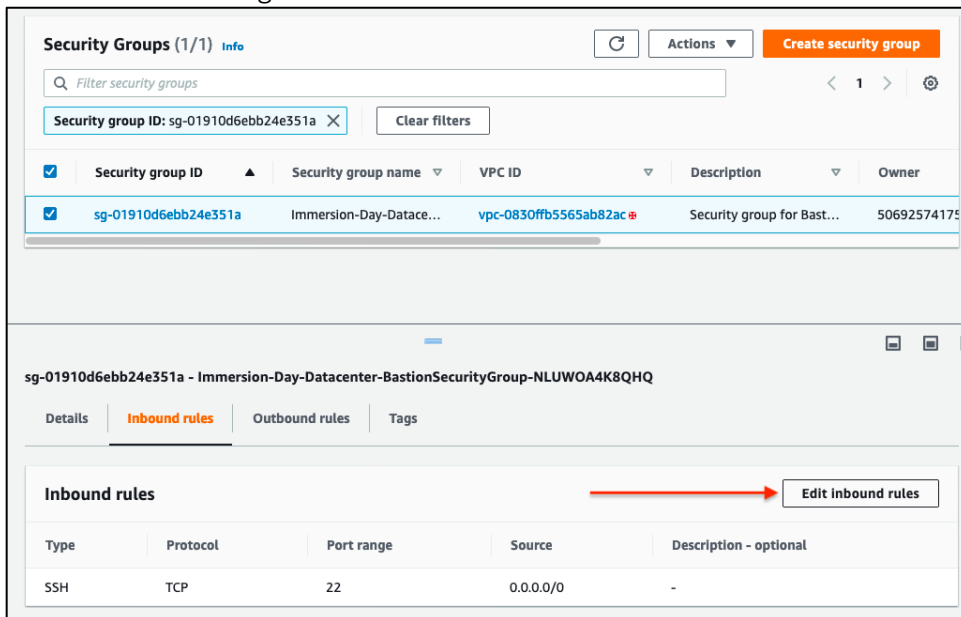 Security Groups (1/1) Info
Actions
Create security group
Filter security groups
1
Security group ID: sg-01910d6ebb24e351a
Clear filters
Security group ID Security group name VPC ID Description Owner
sg-01910d6ebb24e351a Immersion-Day-Datace... vpc-0830ffb5565ab82ac Security group for Bast... 50692574175
sg-01910d6ebb24e351a - Immersion-Day-Datacenter-BastionSecurityGroup-NLUWOA4K8QHQ
Details Inbound rules Outbound rules Tags
Inbound rules
Edit inbound rules
Type Protocol Port range Source Description - optional
SSH TCP 22 0.0.0.0/0 -